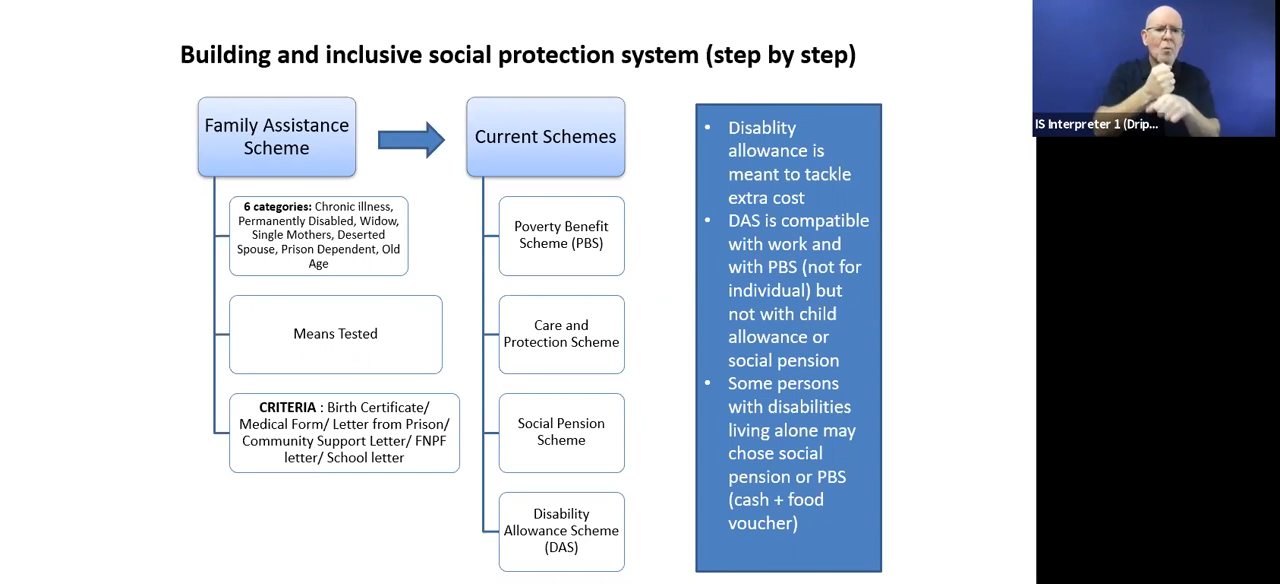 Building and inclusive social protection system (step by step)
Family Assistance
Scheme
6 categories: Chronic illness,
Permanently Disabled, Widow,
Single Mothers, Deserted
Spouse, Prison Dependent, Old
Age
Means Tested
CRITERIA : Birth Certificate/
Medical Form/ Letter from Prison/
Community Support Letter/ FNPF
letter/ School letter
Current Schemes
Poverty Benefit
Scheme (PBS)
Care and
Protection Scheme
Social Pension
Scheme
Disability
Allowance Scheme
(DAS)
• Disablity
allowance is
meant to tackle
extra cost
• DAS is compatible
with work and
with PBS (not for
individual) but
not with child
allowance or
social pension
• Some persons
with disabilities
living alone may
chose social
pension or PBS
(cash + food
voucher)
IS Interpreter 1 (Drip...